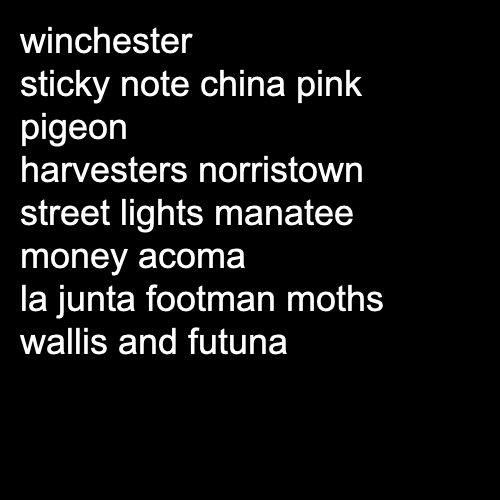 winchester
sticky note china pink
pigeon
harvesters norristown
street lights manatee
money acoma
la junta footman moths
wallis and futuna